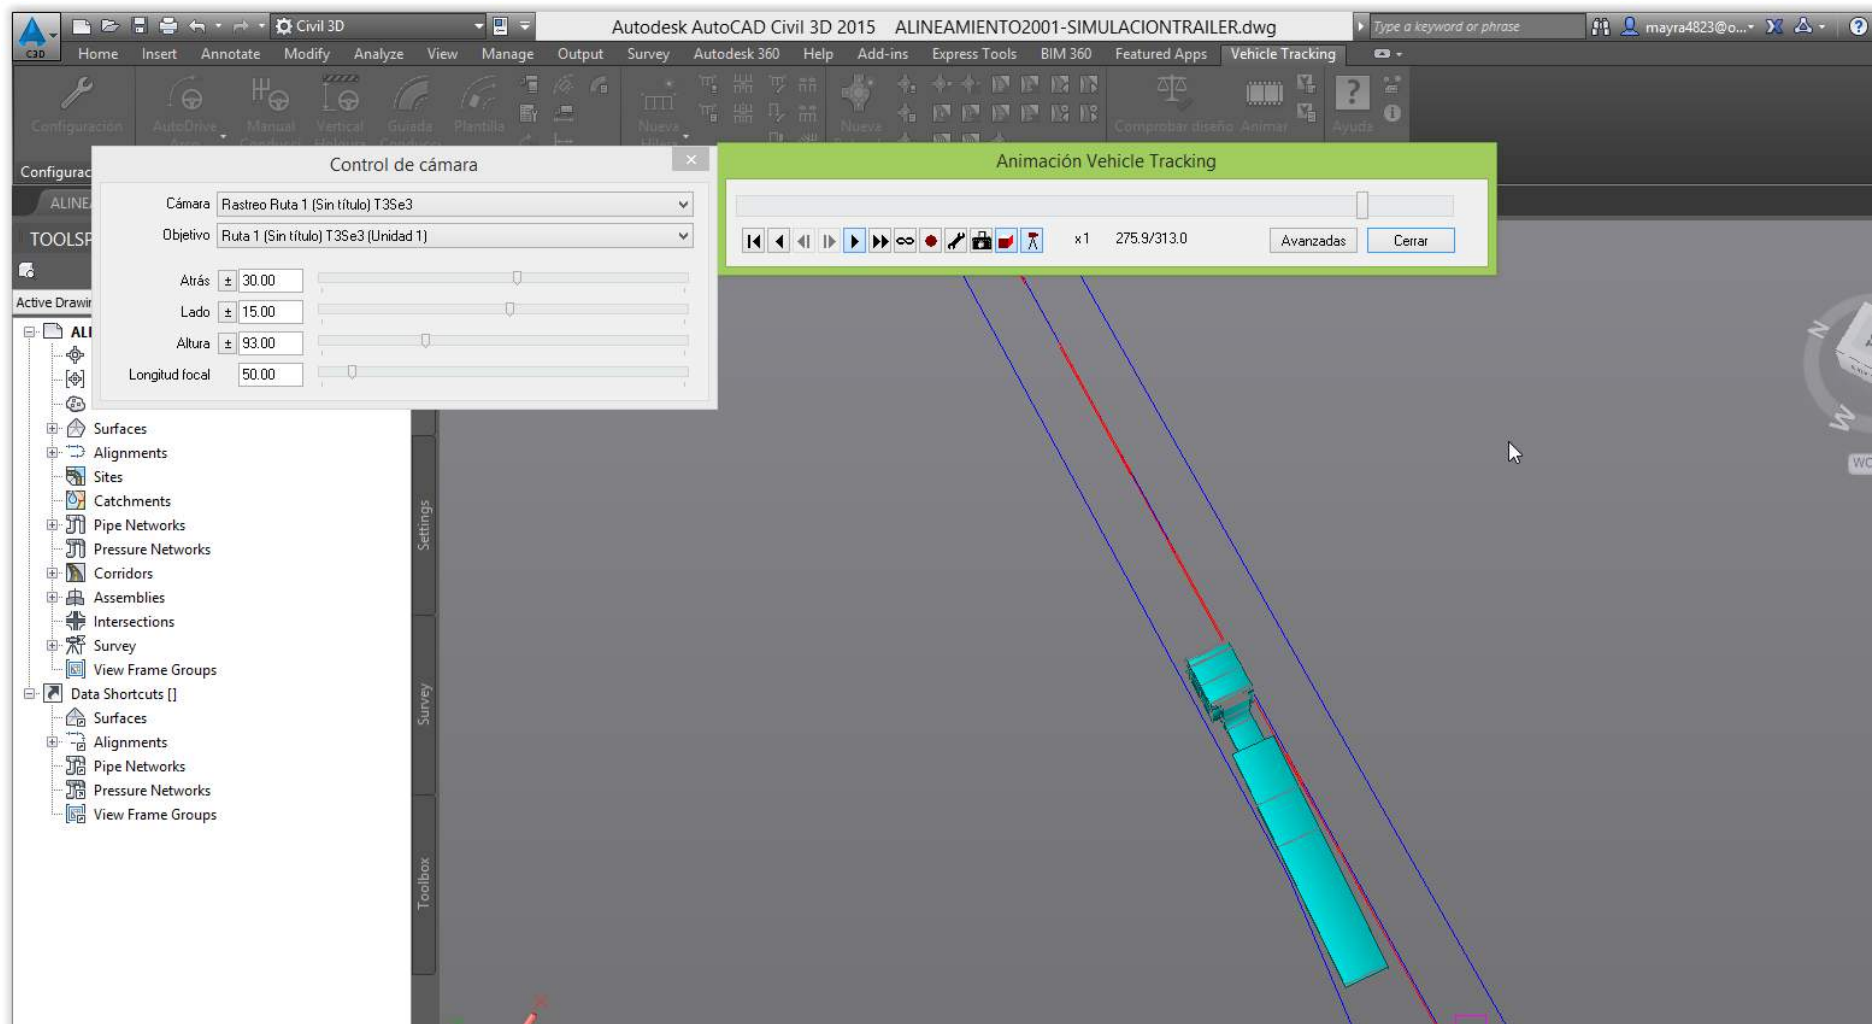 Civil 3D
Autodesk AutoCAD Civil 3D 2015 ALINEAMIENTO2001-SIMULACIONTRAILER.dwg
Type a keyword or phrase
mayra4823@o...
C3D
Home Insert Annotate Modify Analyze View Manage Output Survey Autodesk 360 Help Add-ins Express Tools BIM 360 Featured Apps Vehicle Tracking
Configuración AutoDrive Manual Vertical Guiada Plantilla Nueva Nueva Comprobar diseño Animar Ayuda
Configurac
Control de cámara
Cámara Rastreo Ruta 1 (Sin título) T3Se3
Objetivo Ruta 1 (Sin título) T3Se3 (Unidad 1)
Atrás ± 30.00
Lado ± 15.00
Altura ± 93.00
Longitud focal 50.00
Animación Vehicle Tracking
x1 275.9/313.0 Avanzadas Cerrar
ALINE
TOOLSP
Active Drawin
ALI
Surfaces
Alignments
Sites
Catchments
Pipe Networks
Pressure Networks
Corridors
Assemblies
Intersections
Survey
View Frame Groups
Data Shortcuts []
Surfaces
Alignments
Pipe Networks
Pressure Networks
View Frame Groups
Settings
Survey
Toolbox
N
W
WC